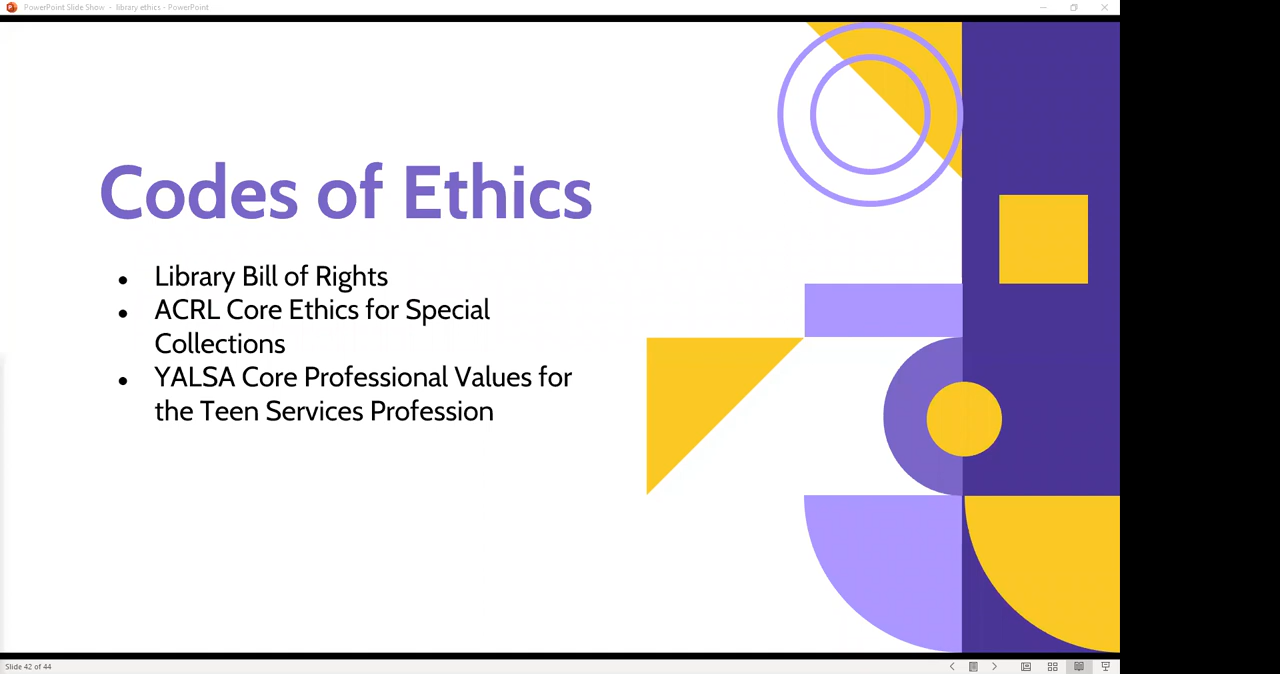 PowerPoint Slide Show - library ethics - PowerPoint
Codes of Ethics
● Library Bill of Rights
● ACRL Core Ethics for Special
Collections
● YALSA Core Professional Values for
the Teen Services Profession
Slide 42 of 44